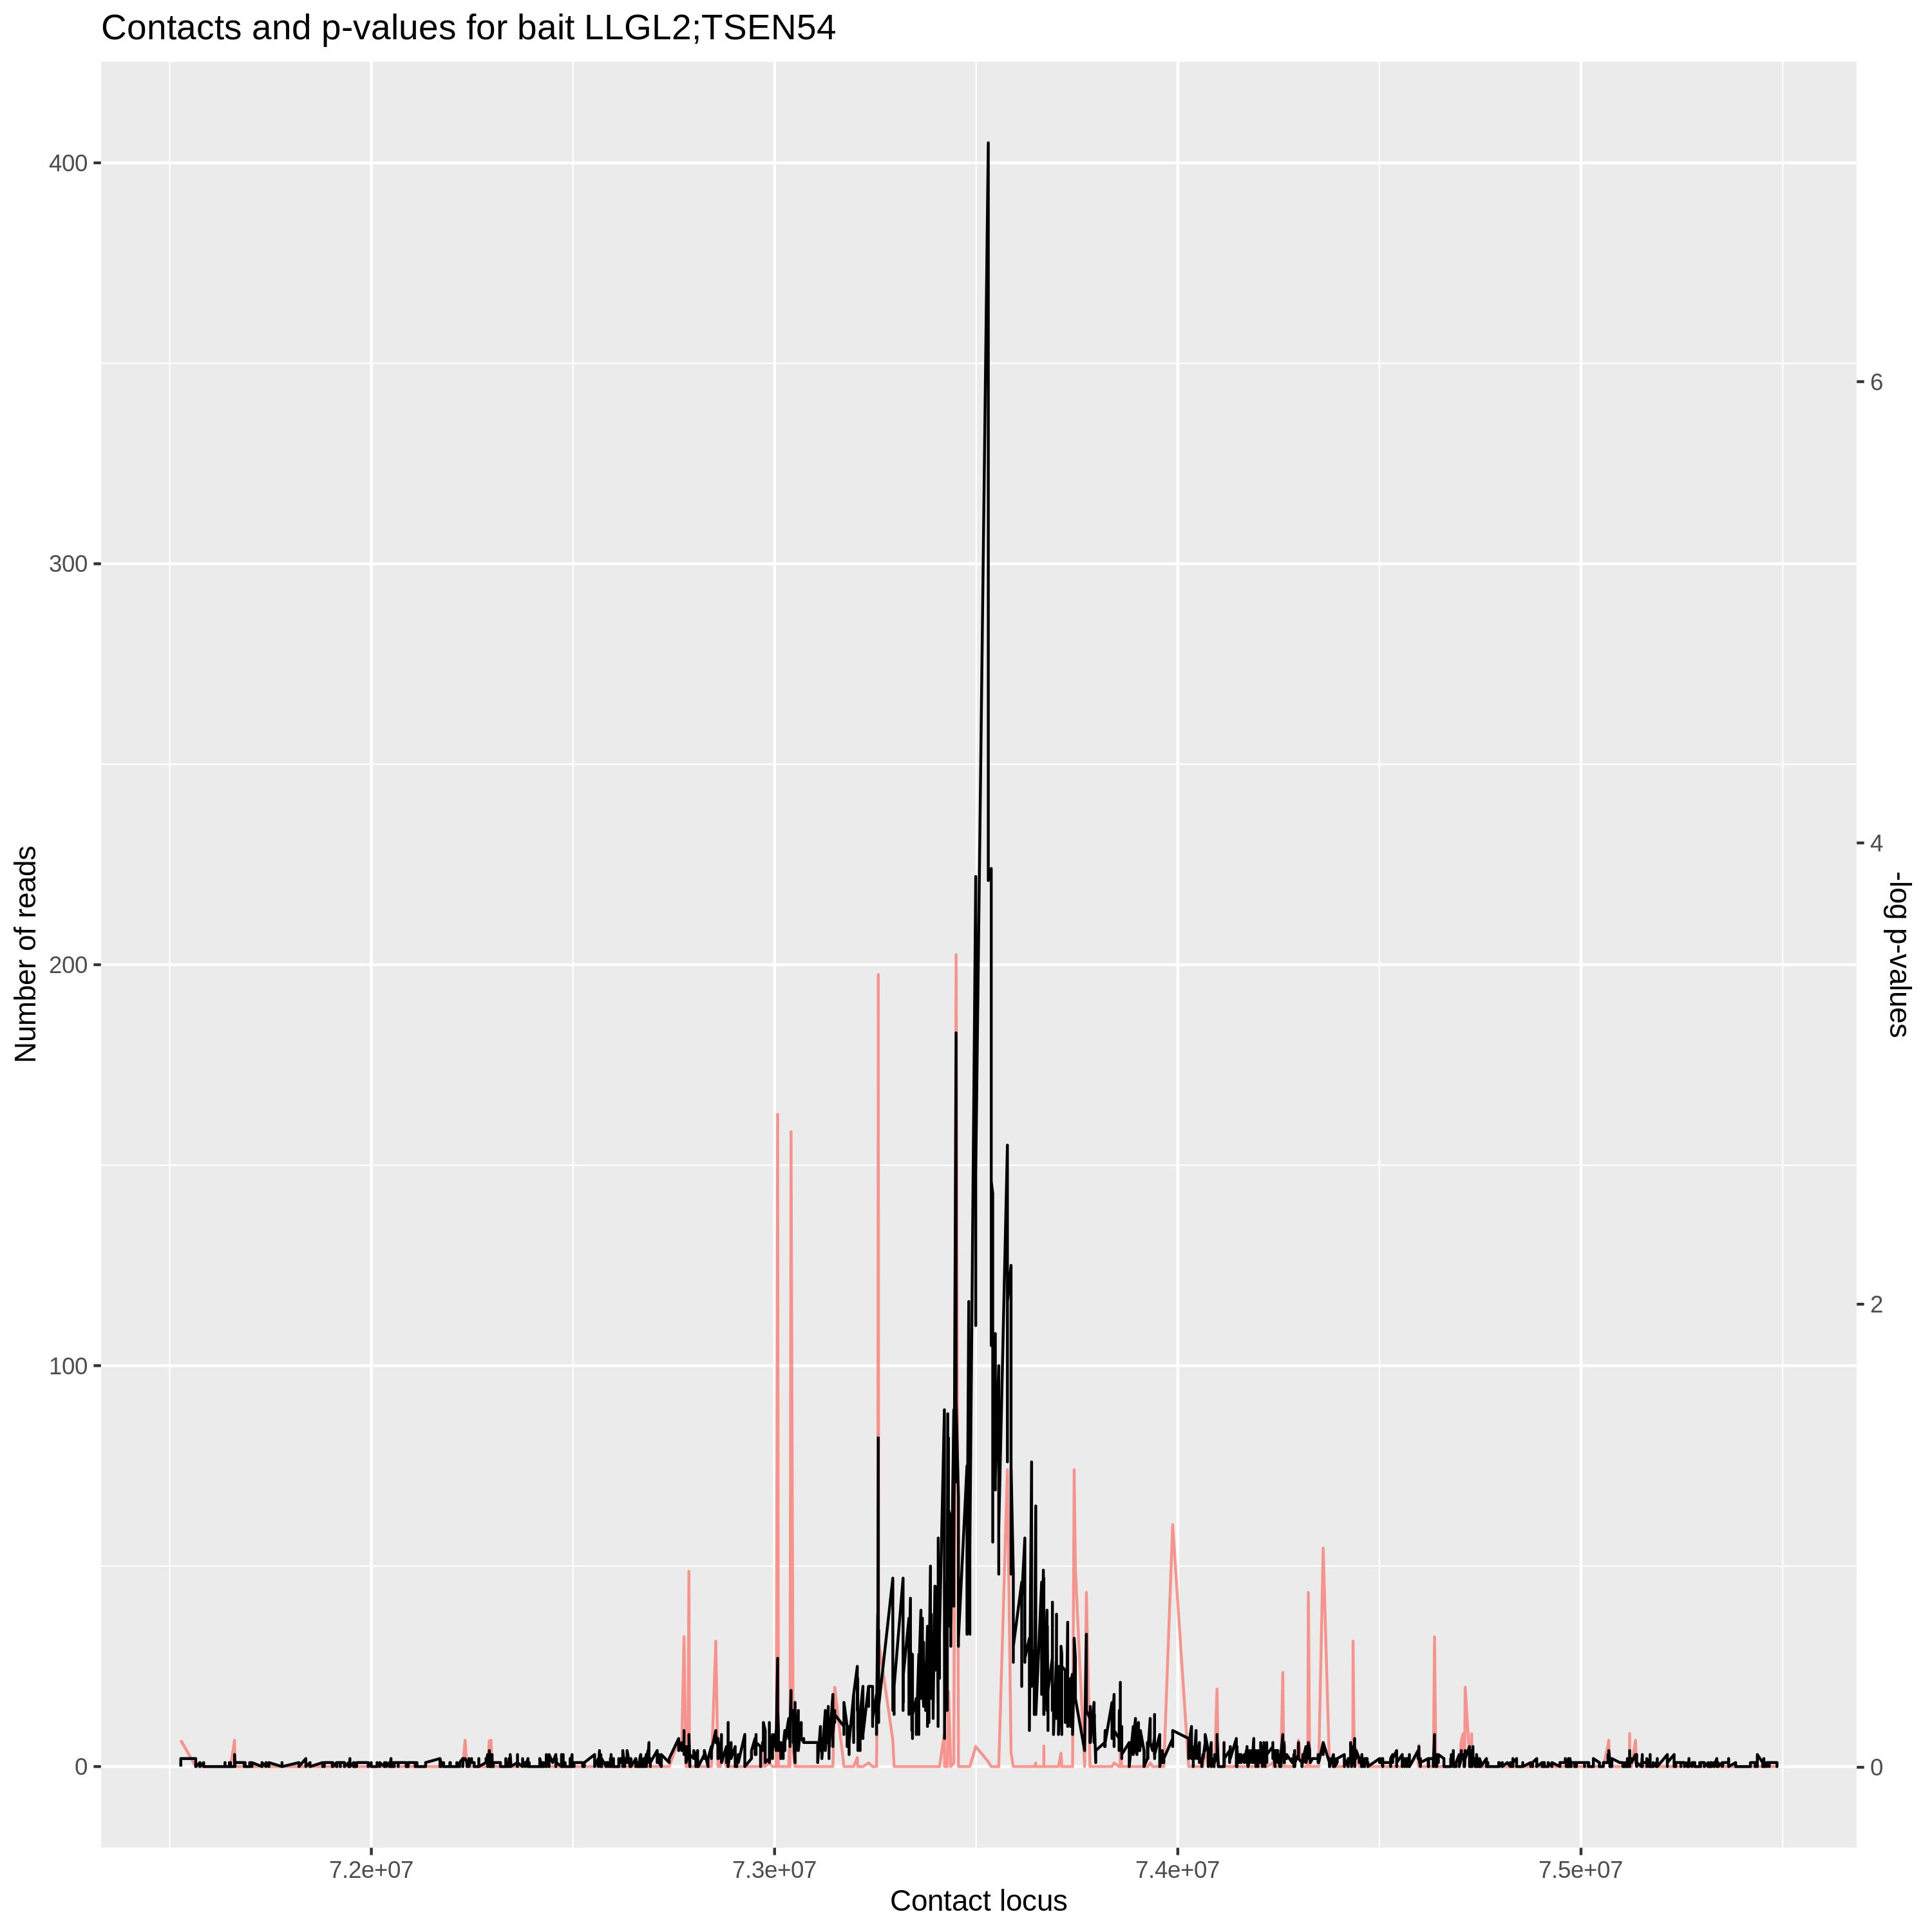 Contacts and p-values for bait LLGL2;TSEN54
400
300
200
100
0
Number of reads
6
4
2
0
-log p-values
7.2e+07
7.3e+07
7.4e+07
7.5e+07
Contact locus